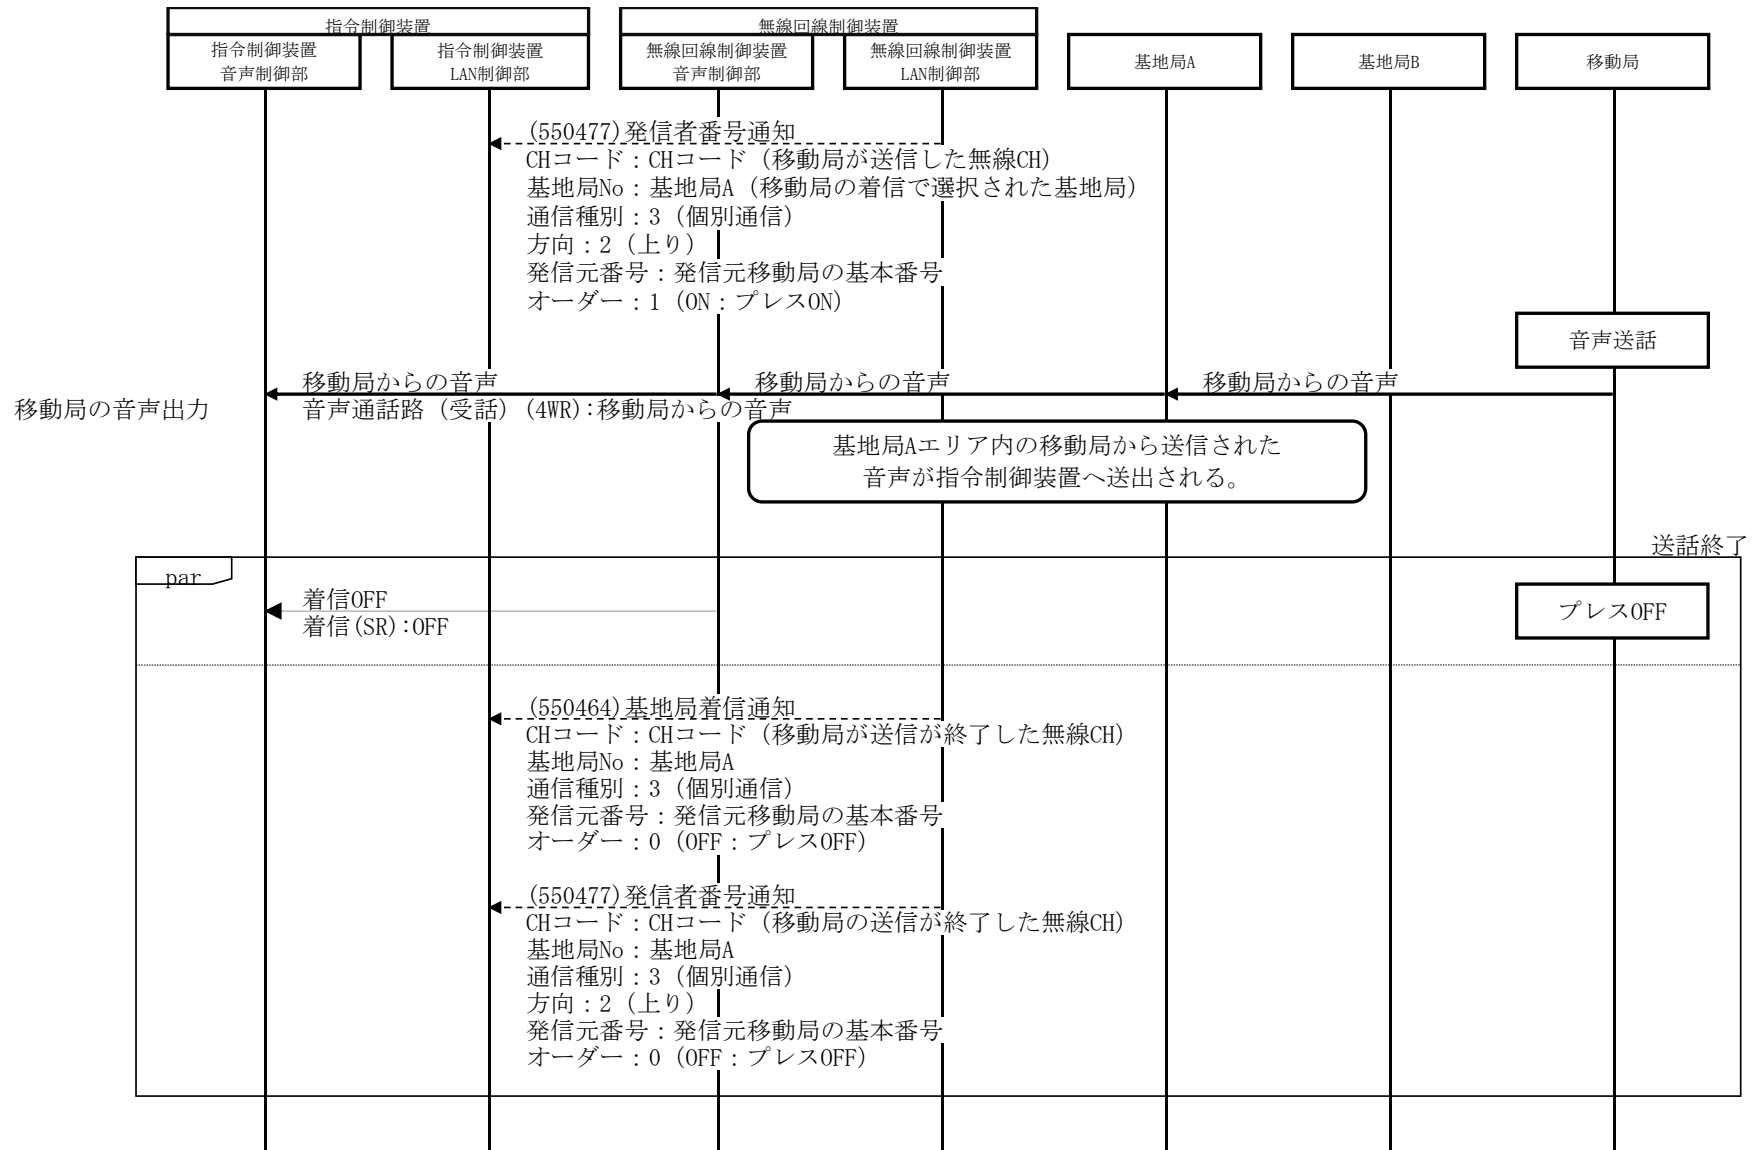 指令制御装置
無線回線制御装置
指令制御装置
音声制御部
指令制御装置
LAN制御部
無線回線制御装置
音声制御部
無線回線制御装置
LAN制御部
基地局A
基地局B
移動局
(550477)発信者番号通知
CHコード：CHコード（移動局が送信した無線CH）
基地局No：基地局A（移動局の着信で選択された基地局）
通信種別：3（個別通信）
方向：2（上り）
発信元番号：発信元移動局の基本番号
オーダー：1（ON：プレスON）
音声送話
移動局からの音声
移動局からの音声
移動局からの音声
移動局の音声出力
音声通話路（受話）(4WR):移動局からの音声
基地局Aエリア内の移動局から送信された
音声が指令制御装置へ送出される。
送話終了
par
着信OFF
着信(SR):OFF
プレスOFF
(550464)基地局着信通知
CHコード：CHコード（移動局が送信が終了した無線CH）
基地局No：基地局A
通信種別：3（個別通信）
発信元番号：発信元移動局の基本番号
オーダー：0（OFF：プレスOFF）
(550477)発信者番号通知
CHコード：CHコード（移動局の送信が終了した無線CH）
基地局No：基地局A
通信種別：3（個別通信）
方向：2（上り）
発信元番号：発信元移動局の基本番号
オーダー：0（OFF：プレスOFF）